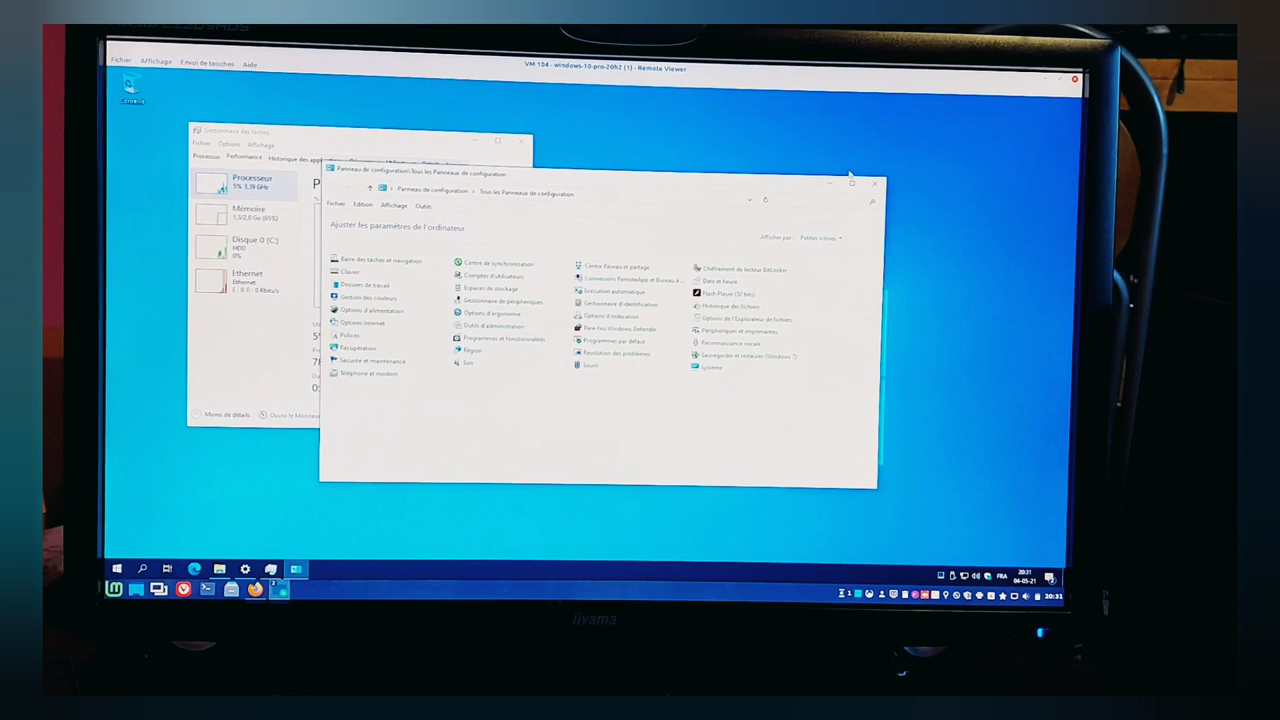 Fichier Affichage Envoi de touches Aide
VM 104 - windows-10-pro-20h2 (1) - Remote Viewer
Corbeille
Gestionnaire des tâches
Fichier Options Affichage
Processus Performance Historique des app
Processeur
5% 3,39 GHz
Mémoire
1,3/2,0 Go (65%)
Disque 0 (C:)
HDD
0%
Ethernet
Ethernet
E : 0, R : 0 Kbits/s
Moins de détails Ouvrir le Moniteur
Panneau de configuration\Tous les Panneaux de configuration
Panneau de configuration > Tous les Panneaux de configuration
Fichier Edition Affichage Outils
Ajuster les paramètres de l'ordinateur
Afficher par : Petites icônes
Barre des tâches et navigation
Clavier
Dossiers de travail
Gestion des couleurs
Options d'alimentation
Options Internet
Polices
Récupération
Sécurité et maintenance
Téléphone et modem
Centre de synchronisation
Comptes d'utilisateurs
Espaces de stockage
Gestionnaire de périphériques
Options d'ergonomie
Outils d'administration
Programmes et fonctionnalités
Région
Son
Centre Réseau et partage
Connexions RemoteApp et Bureau à ...
Exécution automatique
Gestionnaire d'identification
Options d'indexation
Pare-feu Windows Defender
Programmes par défaut
Résolution des problèmes
Souris
Chiffrement de lecteur BitLocker
Date et heure
Flash Player (32 bits)
Historique des fichiers
Options de l'Explorateur de fichiers
Périphériques et imprimantes
Reconnaissance vocale
Sauvegarder et restaurer (Windows 7)
Système
FRA
20:31
04-05-21
20:31
iiyama